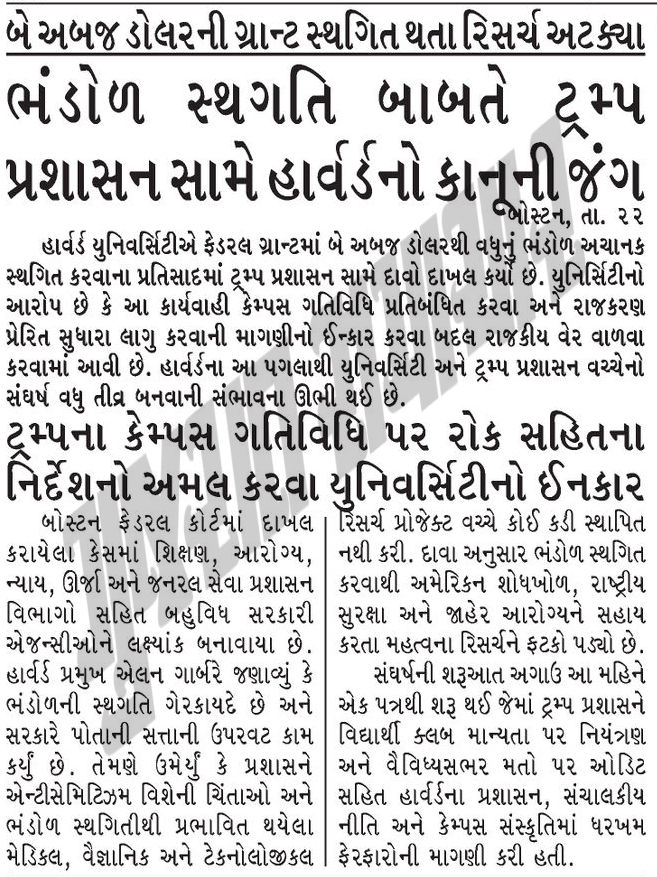 બે અબજ ડોલરની ગ્રાન્ટ સ્થગિત થતા રિસર્ચ અટક્યા
ભંડોળ સ્થગતિ બાબતે ટ્રમ્પ
પ્રશાસન સામે હાર્વર્ડનો કાનૂની જંગ
બોસ્ટન, તા. ૨૨
હાર્વર્ડ યુનિવર્સિટીએ ફેડરલ ગ્રાન્ટમાં બે અબજ ડોલરથી વધુનું ભંડોળ અચાનક
સ્થગિત કરવાના પ્રતિસાદમાં ટ્રમ્પ પ્રશાસન સામે દાવો દાખલ કર્યો છે. યુનિર્સિટીનો
આરોપ છે કે આ કાર્યવાહી કેમ્પસ ગતિવિધિ પ્રતિબંધિત કરવા અને રાજકરણ
પ્રેરિત સુધારા લાગુ કરવાની માગણીનો ઈન્કાર કરવા બદલ રાજકીય વેર વાળવા
કરવામાં આવી છે. હાર્વર્ડના આ પગલાથી યુનિવર્સિટી અને ટ્રમ્પ પ્રશાસન વચ્ચેનો
સંઘર્ષ વધુ તીવ્ર બનવાની સંભાવના ઊભી થઈ છે.
ટ્રમ્પના કેમ્પસ ગતિવિધિ પર રોક સહિતના
નિર્દેશનો અમલ કરવા યુનિવર્સિટીનો ઈનકાર
બોસ્ટન ફેડરલ કોર્ટમાં દાખલ
કરાયેલા કેસમાં શિક્ષણ, આરોગ્ય,
ન્યાય, ઊર્જા અને જનરલ સેવા પ્રશાસન
વિભાગો સહિત બહુવિધ સરકારી
એજન્સીઓને લક્ષ્યાંક બનાવાયા છે.
હાર્વર્ડ પ્રમુખ એલન ગાર્બરે જણાવ્યું કે
ભંડોળની સ્થગતિ ગેરકાયદે છે અને
સરકારે પોતાની સત્તાની ઉપરવટ કામ
કર્યું છે. તેમણે ઉમેર્યું કે પ્રશાસને
એન્ટીસેમિટિઝમ વિશેની ચિંતાઓ અને
ભંડોળ સ્થગિતીથી પ્રભાવિત થયેલા
મેડિકલ, વૈજ્ઞાનિક અને ટેકનોલોજીકલ
રિસર્ચ પ્રોજેક્ટ વચ્ચે કોઈ કડી સ્થાપિત
નથી કરી. દાવા અનુસાર ભંડોળ સ્થગિત
કરવાથી અમેરિકન શોધખોળ, રાષ્ટ્રીય
સુરક્ષા અને જાહેર આરોગ્યને સહાય
કરતા મહત્વના રિસર્ચને ફટકો પડ્યો છે.
સંઘર્ષની શરૂઆત અગાઉ આ મહિને
એક પત્રથી શરૂ થઈ જેમાં ટ્રમ્પ પ્રશાસને
વિદ્યાર્થી ક્લબ માન્યતા પર નિયંત્રણ
અને વૈવિધ્યસભર મતો પર ઓડિટ
સહિત હાર્વર્ડના પ્રશાસન, સંચાલકીય
નીતિ અને કેમ્પસ સંસ્કૃતિમાં ધરખમ
ફેરફારોની માગણી કરી હતી.